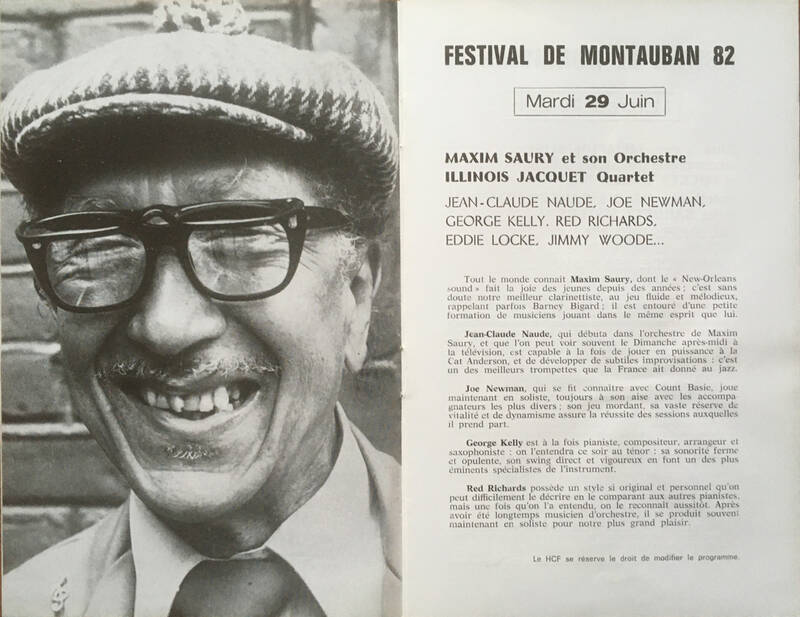 FESTIVAL DE MONTAUBAN 82
Mardi 29 Juin
MAXIM SAURY et son Orchestre
ILLINOIS JACQUET Quartet
JEAN-CLAUDE NAUDE, JOE NEWMAN,
GEORGE KELLY, RED RICHARDS,
EDDIE LOCKE, JIMMY WOODE...
Tout le monde connait Maxim Saury, dont le « New-Orleans
sound » fait la joie des jeunes depuis des années ; c'est sans
doute notre meilleur clarinettiste, au jeu fluide et mélodieux,
rappelant parfois Barney Bigard ; il est entouré d'une petite
formation de musiciens jouant dans le même esprit que lui.
Jean-Claude Naude, qui débuta dans l'orchestre de Maxim
Saury, et que l'on peut voir souvent le Dimanche après-midi à
la télévision, est capable à la fois de jouer en puissance à la
Cat Anderson, et de développer de subtiles improvisations : c'est
un des meilleurs trompettes que la France ait donné au jazz.
Joe Newman, qui se fit connaître avec Count Basie, joue
maintenant en soliste, toujours à son aise avec les accompa-
gnateurs les plus divers ; son jeu mordant, sa vaste réserve de
vitalité et de dynamisme assure la réussite des sessions auxquelles
il prend part.
George Kelly est à la fois pianiste, compositeur, arrangeur et
saxophoniste : on l'entendra ce soir au ténor : sa sonorité ferme
et opulente, son swing direct et vigoureux en font un des plus
éminents spécialistes de l'instrument.
Red Richards possède un style si original et personnel qu'on
peut difficilement le décrire en le comparant aux autres pianistes,
mais une fois qu'on l'a entendu, on le reconnaît aussitôt. Après
avoir été longtemps musicien d'orchestre, il se produit souvent
maintenant en soliste pour notre plus grand plaisir.
Le HCF se réserve le droit de modifier le programme.